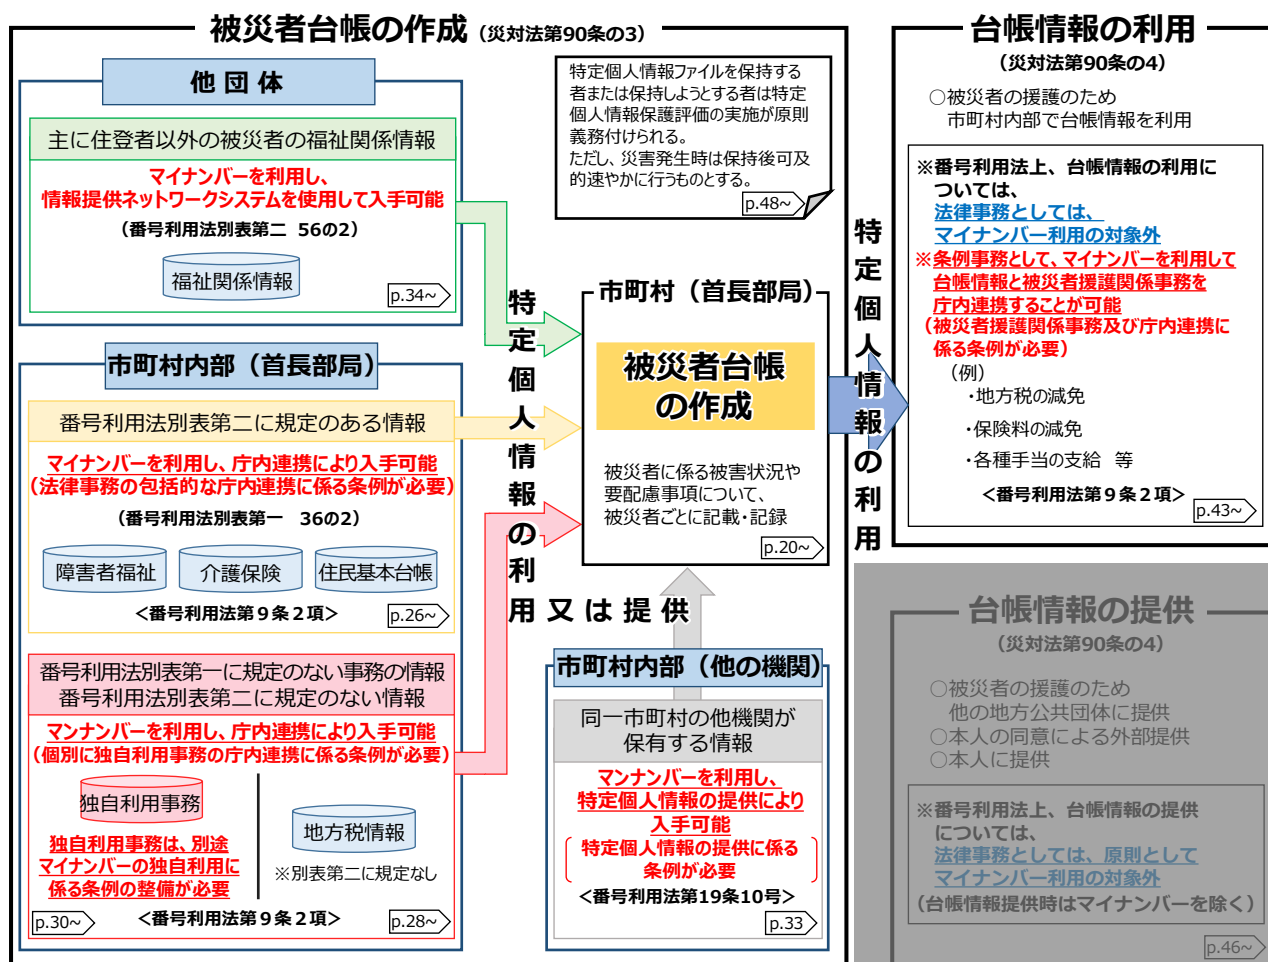 被災者台帳の作成（災対法第90条の3）
他 団 体
主に住登者以外の被災者の福祉関係情報
マイナンバーを利用し、
情報提供ネットワークシステムを使用して入手可能
（番号利用法別表第二 56の2）
福祉関係情報
p.34~
特定個人情報ファイルを保持する
者または保持しようとする者は特定
個人情報保護評価の実施が原則
義務付けられる。
ただし、災害発生時は保持後可及
的速やかに行うものとする。
p.48~
市町村内部（首長部局）
番号利用法別表第二に規定のある情報
マイナンバーを利用し、庁内連携により入手可能
（法律事務の包括的な庁内連携に係る条例が必要）
（番号利用法別表第一　36の2）
障害者福祉
介護保険
住民基本台帳
＜番号利用法第９条２項＞
p.26~
番号利用法別表第一に規定のない事務の情報
番号利用法別表第二に規定のない情報
マンナンバーを利用し、庁内連携により入手可能
（個別に独自利用事務の庁内連携に係る条例が必要）
独自利用事務
独自利用事務は、別途
マイナンバーの独自利用に
係る条例の整備が必要
地方税情報
※別表第二に規定なし
p.30~
＜番号利用法第９条２項＞
p.28~
特定個人情報の利用又は提供
市町村（首長部局）
被災者台帳
の作成
被災者に係る被害状況や
要配慮事項について、
被災者ごとに記載・記録
p.20~
市町村内部（他の機関）
同一市町村の他機関が
保有する情報
マンナンバーを利用し、
特定個人情報の提供により
入手可能
特定個人情報の提供に係る
条例が必要
＜番号利用法第19条10号＞
p.33
特定個人情報の利用
台帳情報の利用
（災対法第90条の4）
○被災者の援護のため
市町村内部で台帳情報を利用
※番号利用法上、台帳情報の利用に
ついては、
法律事務としては、
マイナンバー利用の対象外
※条例事務として、マイナンバーを利用して
台帳情報と被災者援護関係事務を
庁内連携することが可能
（被災者援護関係事務及び庁内連携に
係る条例が必要）
（例）
・地方税の減免
・保険料の減免
・各種手当の支給　等
＜番号利用法第９条２項＞
p.43~
台帳情報の提供
（災対法第90条の4）
○被災者の援護のため
他の地方公共団体に提供
○本人の同意による外部提供
○本人に提供
※番号利用法上、台帳情報の提供
については、
法律事務としては、原則として
マイナンバー利用の対象外
（台帳情報提供時はマイナンバーを除く）
p.46~